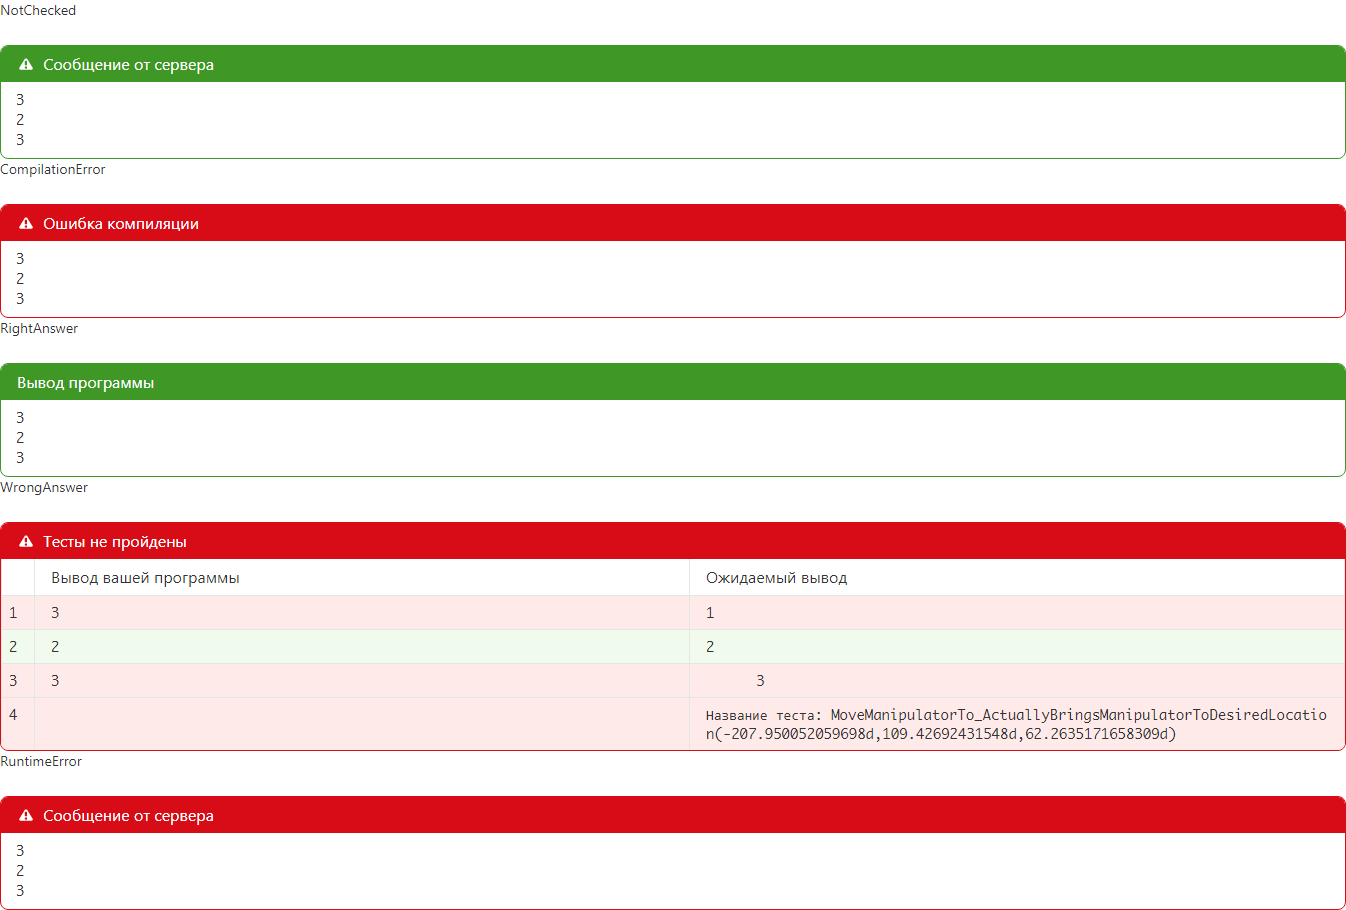 NotChecked
Сообщение от сервера
3
2
3
CompilationError
Ошибка компиляции
3
2
3
RightAnswer
Вывод программы
3
2
3
WrongAnswer
Тесты не пройдены
Вывод вашей программы Ожидаемый вывод
1 3 1
2 2 2
3 3 3
4 Название теста: MoveManipulatorTo_ActuallyBringsManipulatorToDesiredLocatio
n(-207.950052059698d,109.42692431548d,62.2635171658309d)
RuntimeError
Сообщение от сервера
3
2
3